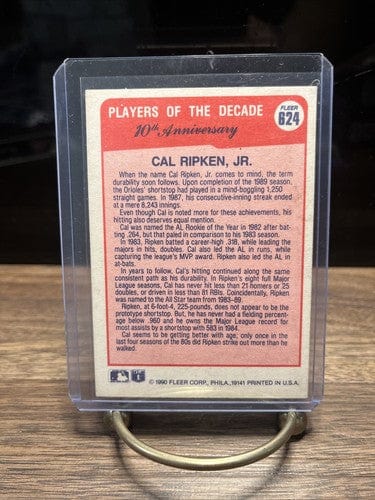 PLAYERS OF THE DECADE
FLEER
624
10th Anniversary
CAL RIPKEN, JR.
When the name Cal Ripken, Jr. comes to mind, the term
durability soon follows. Upon completion of the 1989 season,
the Orioles' shortstop had played in a mind-boggling 1,250
straight games. In 1987, his consecutive-inning streak ended
at a mere 8,243 innings.
Even though Cal is noted more for these achievements, his
hitting also deserves equal mention.
Cal was named the AL Rookie of the Year in 1982 after
batting .264, but that paled in comparison to his 1983 season.
In 1983, Ripken batted a career-high .318, while leading the
majors in hits, doubles. Cal also led the AL in runs, while
capturing the league's MVP award. Ripken also led the AL in
at-bats.
In years to follow, Cal's hitting continued along the same
consistent path as his durability. In Ripken's eight full Major
League seasons, Cal has never hit less than 21 homers or 25
doubles, or driven in less than 81 RBIs. Coincidentally, Ripken
was named to the All Star team from 1983-89.
Ripken, at 6-foot-4, 225-pounds, does not appear to be the
prototype shortstop. But, he has never had a fielding percentage
below .960 and he owns the Major League record for
most assists by a shortstop with 583 in 1984.
Cal seems to be getting better with age; only once in the
last four seasons of the 80s did Ripken strike out more than he
walked.
© 1990 FLEER CORP., PHILA., 19141 PRINTED IN U.S.A.